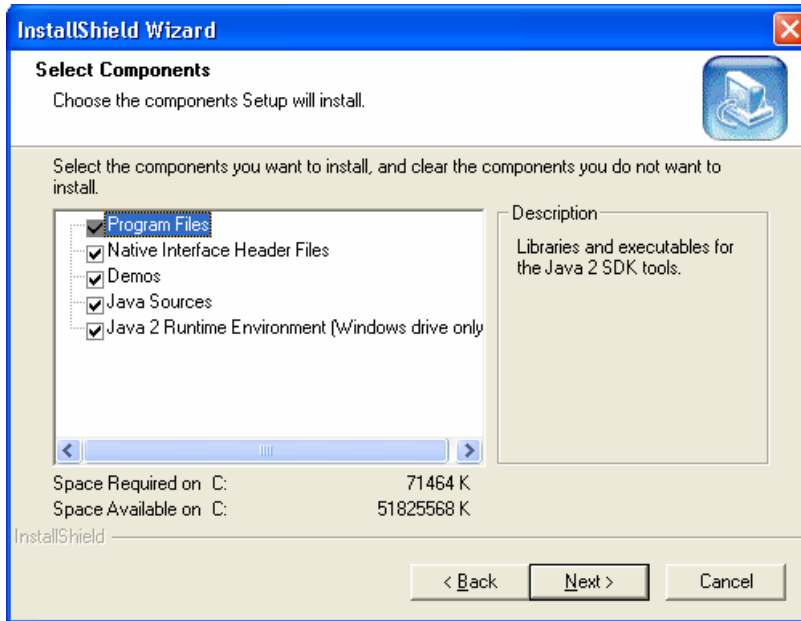 InstallShield Wizard
Select Components
Choose the components Setup will install.
Select the components you want to install, and clear the components you do not want to
install.
Program Files
Native Interface Header Files
Demos
Java Sources
Java 2 Runtime Environment (Windows drive only
Description
Libraries and executables for
the Java 2 SDK tools.
Space Required on C: 71464 K
Space Available on C: 51825568 K
InstallShield
< Back Next > Cancel